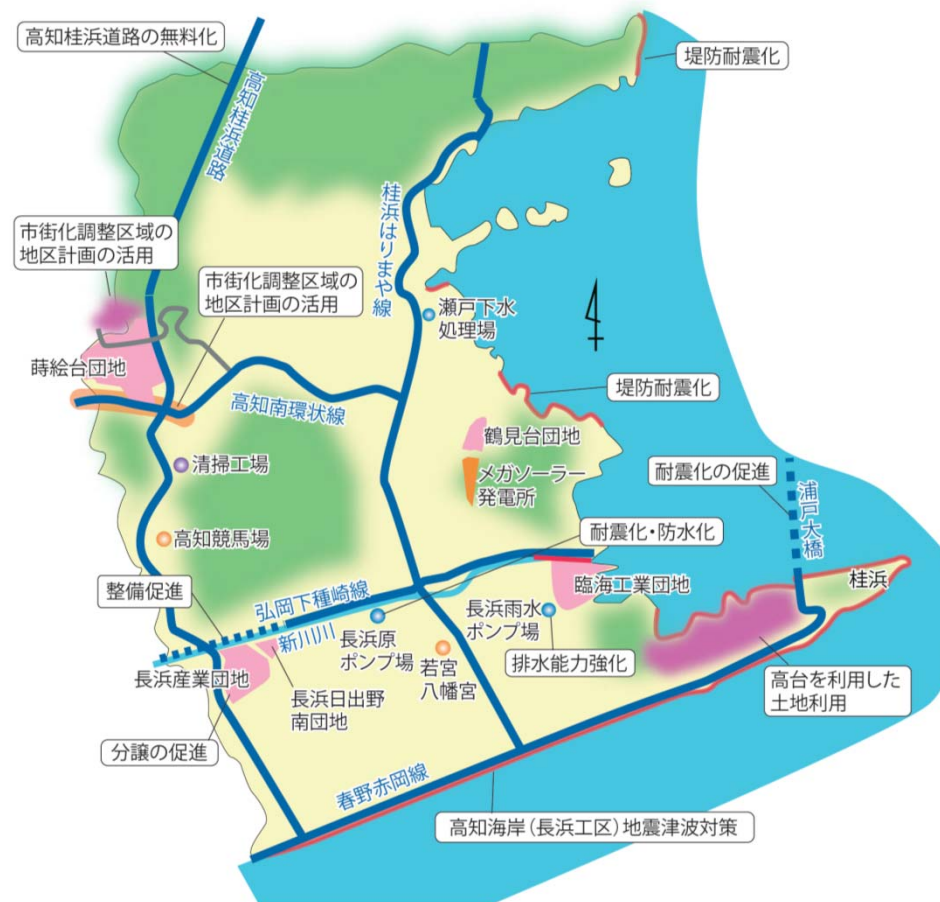 高知桂浜道路の無料化
堤防耐震化
高知桂浜道路
桂浜はりまや線
市街化調整区域の
地区計画の活用
市街化調整区域の
地区計画の活用
瀬戸下水
処理場
蒔絵台団地
堤防耐震化
高知南環状線
鶴見台団地
清掃工場
メガソーラー
発電所
耐震化の促進
浦戸大橋
高知競馬場
耐震化・防水化
桂浜
整備促進
弘岡下種崎線
臨海工業団地
新川川
長浜原
ポンプ場
長浜雨水
ポンプ場
若宮
八幡宮
排水能力強化
長浜産業団地
長浜日出野
南団地
高台を利用した
土地利用
分譲の促進
春野赤岡線
高知海岸(長浜工区)地震津波対策